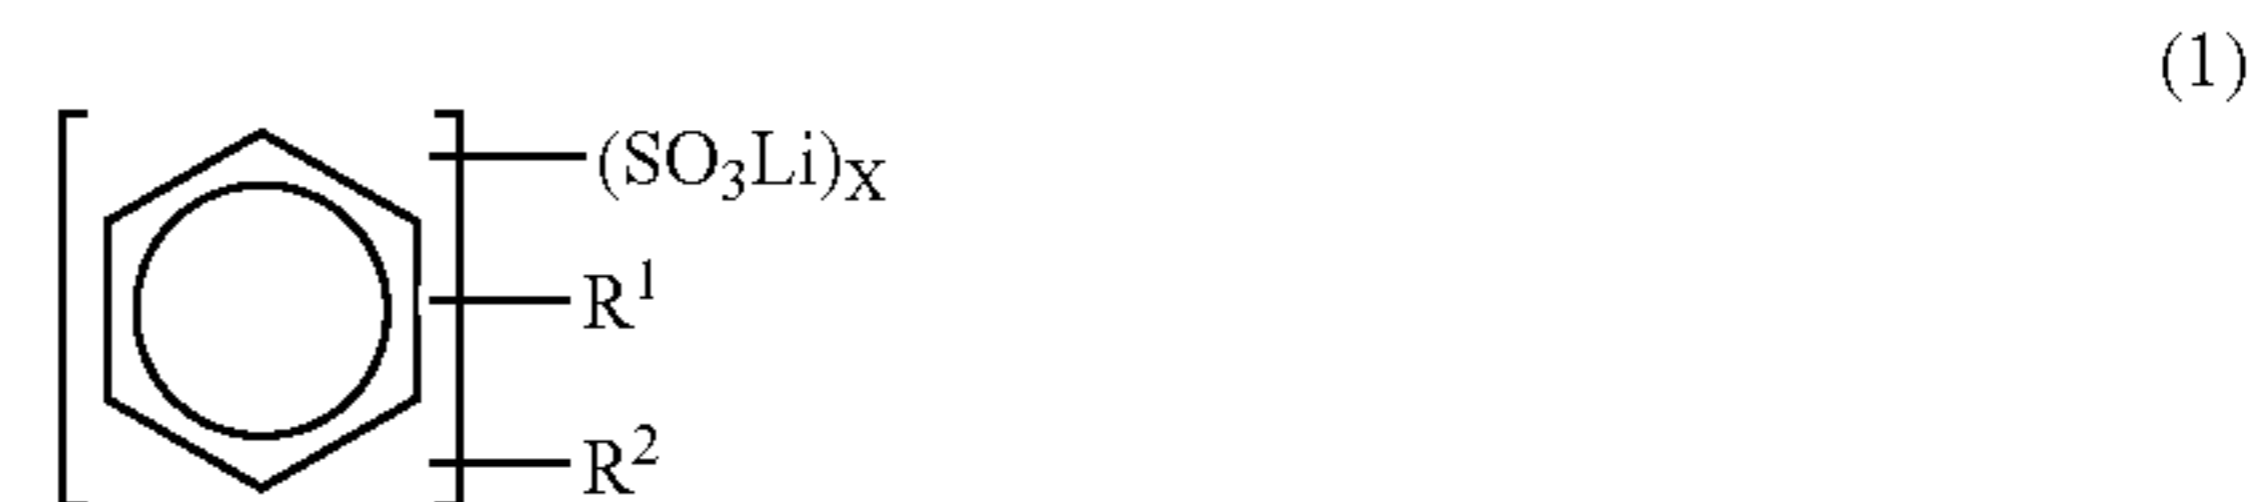 (1)
(SO₃Li)X
R¹
R²